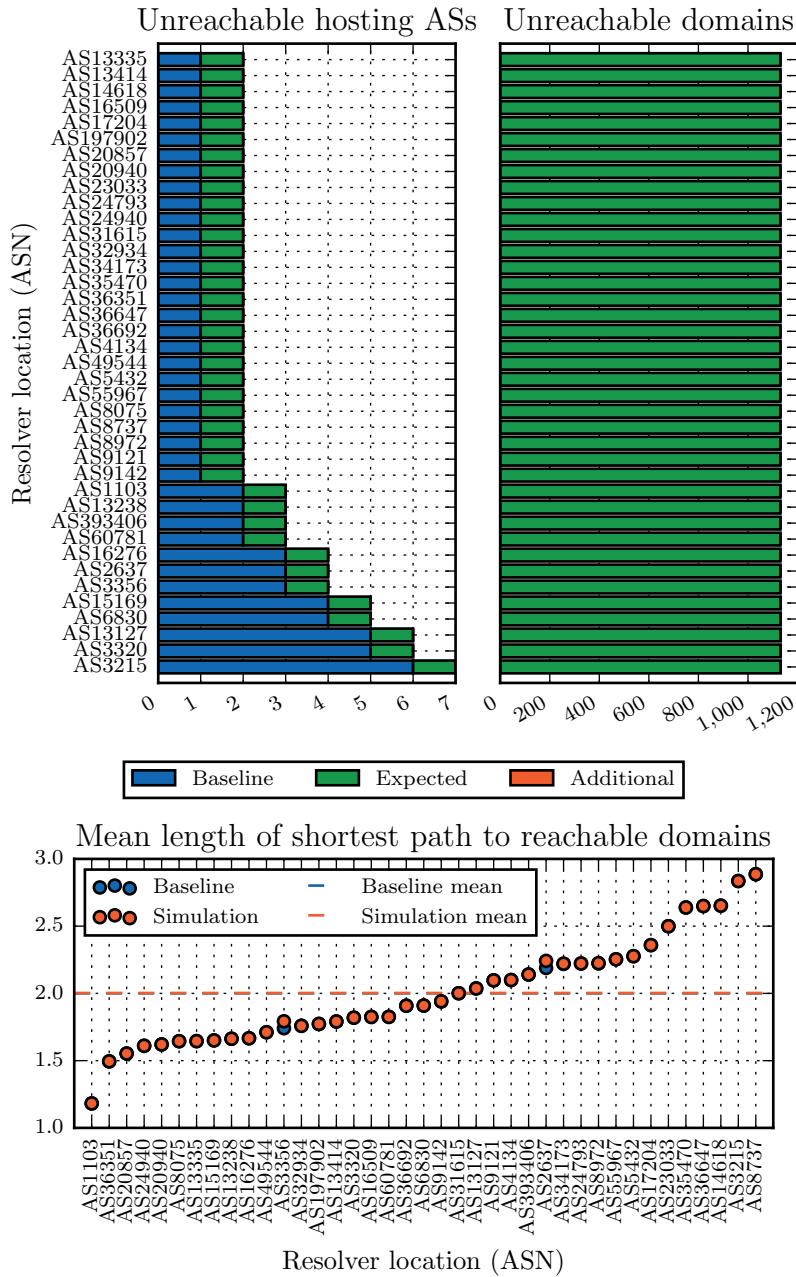 Unreachable hosting ASs
Unreachable domains
Resolver location (ASN)
AS13335
AS13414
AS14618
AS16509
AS17204
AS197902
AS20857
AS20940
AS23033
AS24793
AS24940
AS31615
AS32934
AS34173
AS35470
AS36351
AS36647
AS36692
AS4134
AS49544
AS5432
AS55967
AS8075
AS8737
AS8972
AS9121
AS9142
AS1103
AS13238
AS393406
AS60781
AS16276
AS2637
AS3356
AS15169
AS6830
AS13127
AS3320
AS3215
0 1 2 3 4 5 6 7
0 200 400 600 800 1,000 1,200
Baseline Expected Additional
Mean length of shortest path to reachable domains
3.0
2.5
2.0
1.5
1.0
Baseline Baseline mean
Simulation Simulation mean
AS1103
AS36351
AS20857
AS24940
AS20940
AS8075
AS13335
AS15169
AS13238
AS16276
AS49544
AS3356
AS32934
AS197902
AS13414
AS3320
AS16509
AS60781
AS36692
AS6830
AS9142
AS31615
AS13127
AS9121
AS4134
AS393406
AS2637
AS34173
AS24793
AS8972
AS55967
AS5432
AS17204
AS23033
AS35470
AS36647
AS14618
AS3215
AS8737
Resolver location (ASN)